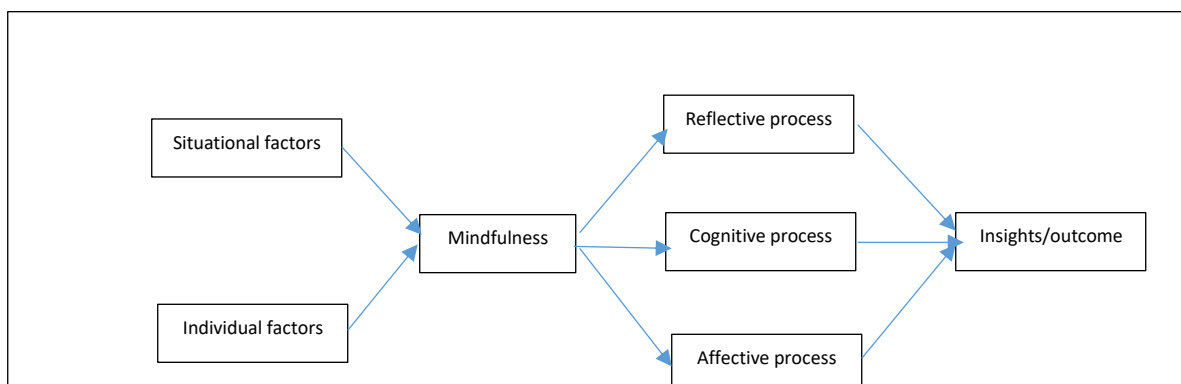 Situational factors
Individual factors
Mindfulness
Reflective process
Cognitive process
Affective process
Insights/outcome